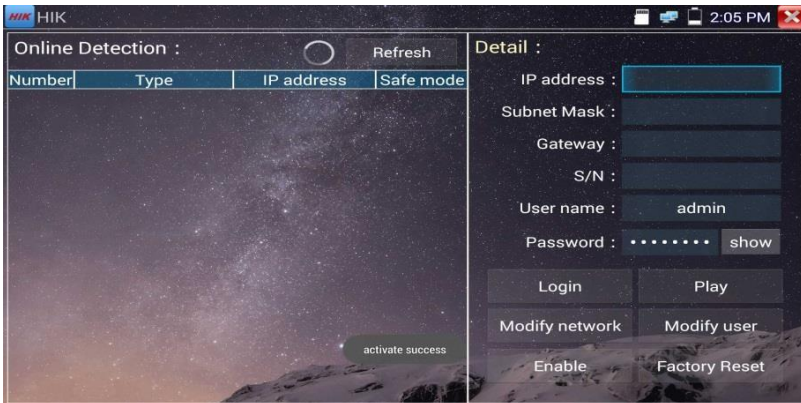 HIK HIK 2:05 PM
Online Detection : Refresh
Number Type IP address Safe mode
activate success
Detail :
IP address :
Subnet Mask :
Gateway :
S/N :
User name : admin
Password : •••••••• show
Login Play
Modify network Modify user
Enable Factory Reset